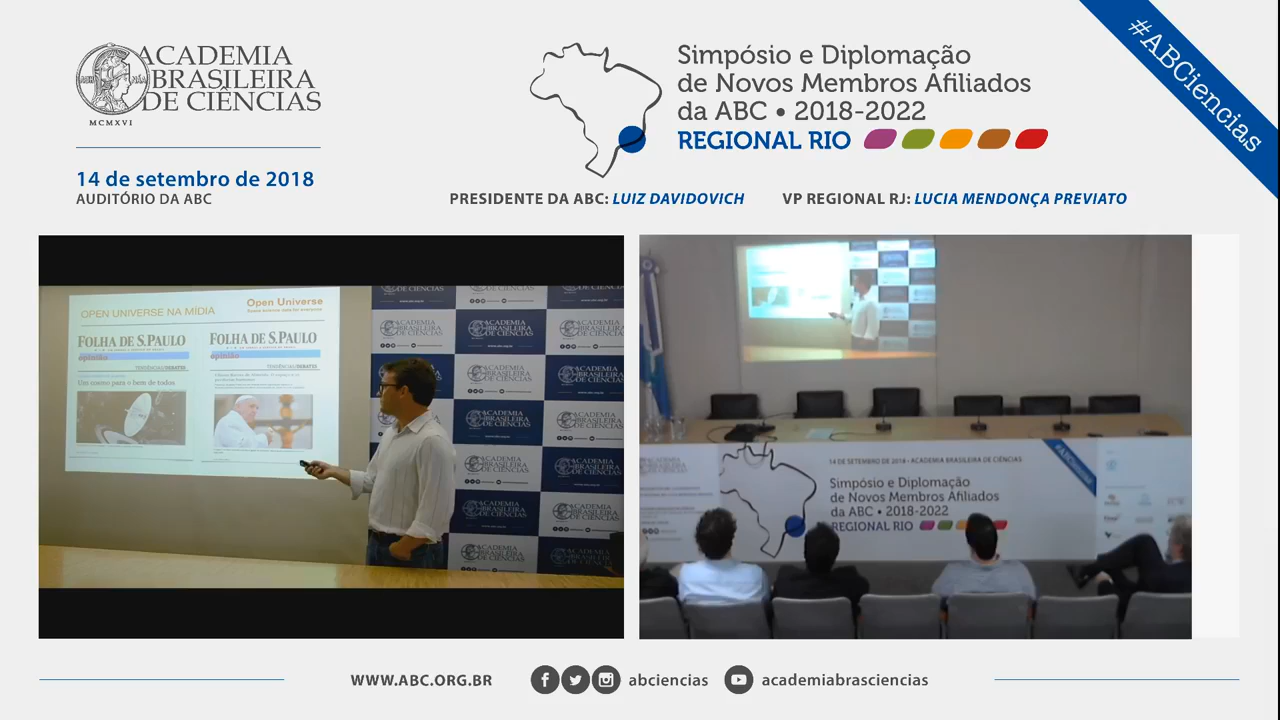 ACADEMIA
BRASILEIRA
DE CIÊNCIAS
MCMXVI
14 de setembro de 2018
AUDITÓRIO DA ABC
Simpósio e Diplomação
de Novos Membros Afiliados
da ABC • 2018-2022
REGIONAL RIO
#ABCiencias
PRESIDENTE DA ABC: LUIZ DAVIDOVICH
VP REGIONAL RJ: LUCIA MENDONÇA PREVIATO
OPEN UNIVERSE NA MÍDIA
Open Universe
FOLHA DE S.PAULO
opinião
TENDÊNCIAS/DEBATES
Um cosmo para o bem de todos
FOLHA DE S.PAULO
opinião
TENDÊNCIAS/DEBATES
ACADEMIA
BRASILEIRA
DE CIÊNCIAS
14 DE SETEMBRO DE 2018 • ACADEMIA BRASILEIRA DE CIÊNCIAS
Simpósio e Diplomação
de Novos Membros Afiliados
da ABC • 2018-2022
REGIONAL RIO
#ABCiencias
WWW.ABC.ORG.BR
abciencias
academiabrasciencias